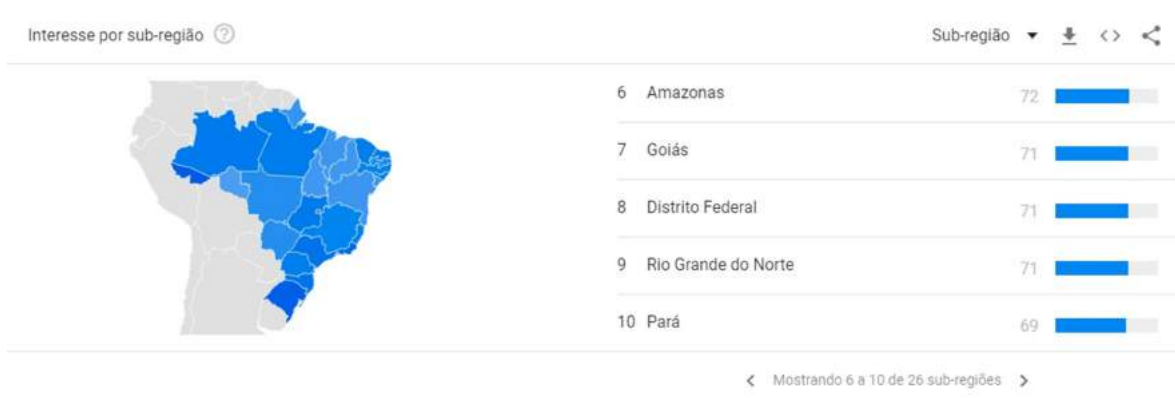 Interesse por sub-região ?
Sub-região
6 Amazonas 72
7 Goiás 71
8 Distrito Federal 71
9 Rio Grande do Norte 71
10 Pará 69
Mostrando 6 a 10 de 26 sub-regiões